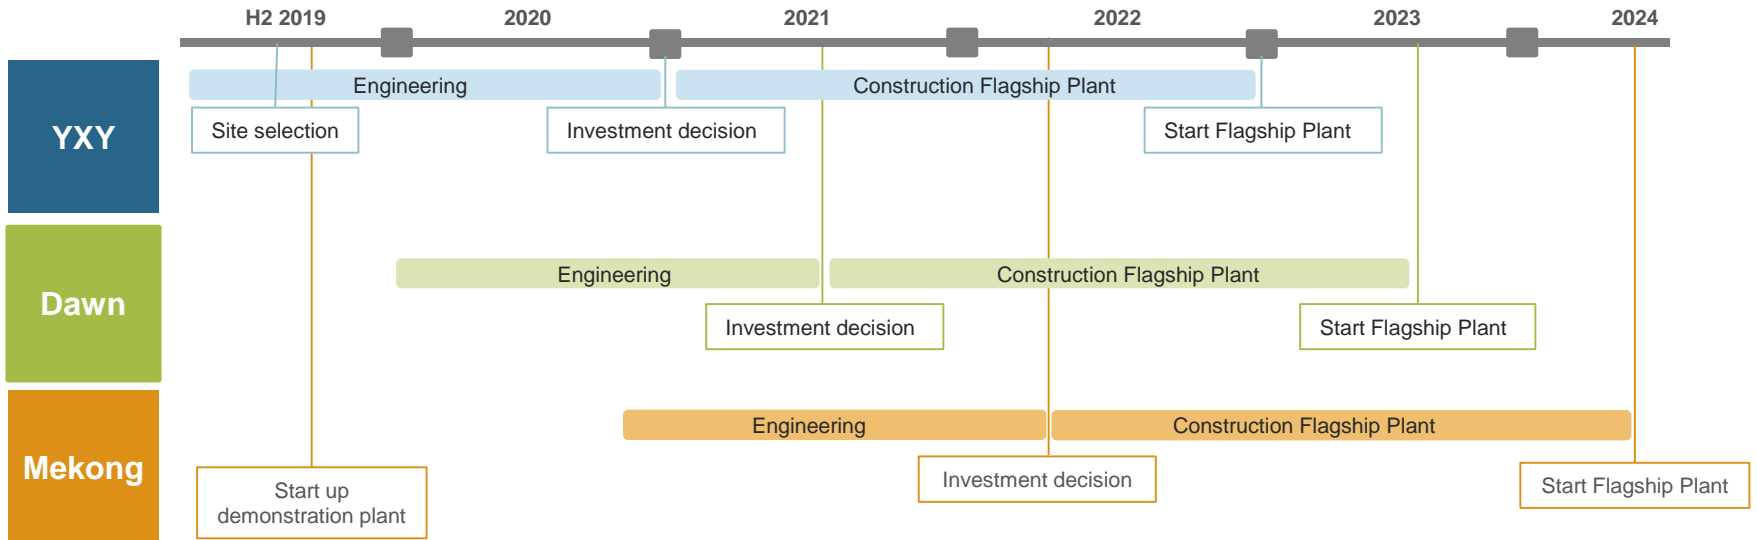 H2 2019
2020
2021
2022
2023
2024
YXY
Engineering
Construction Flagship Plant
Site selection
Investment decision
Start Flagship Plant
Dawn
Engineering
Construction Flagship Plant
Investment decision
Start Flagship Plant
Mekong
Engineering
Construction Flagship Plant
Start up
demonstration plant
Investment decision
Start Flagship Plant